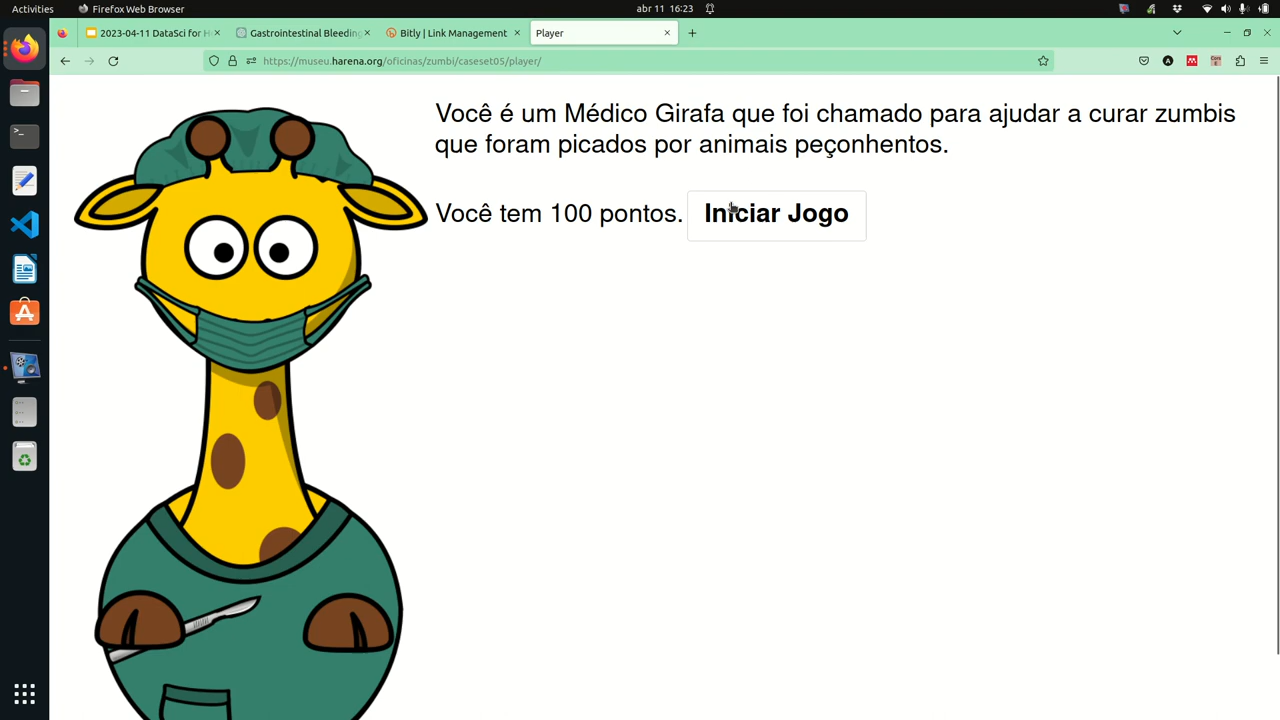 Activities
Firefox Web Browser
abr 11 16:23
2023-04-11 DataSci for H
Gastrointestinal Bleeding
Bitly | Link Management
Player
https://museu.harena.org/oficinas/zumbi/caseset05/player/
Você é um Médico Girafa que foi chamado para ajudar a curar zumbis
que foram picados por animais peçonhentos.
Você tem 100 pontos. Iniciar Jogo